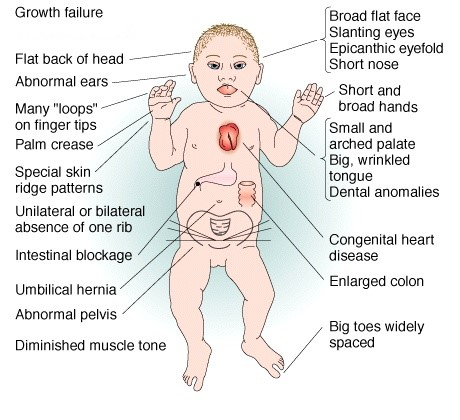 Growth failure
Flat back of head
Abnormal ears
Many "loops"
on finger tips
Palm crease
Special skin
ridge patterns
Unilateral or bilateral
absence of one rib
Intestinal blockage
Umbilical hernia
Abnormal pelvis
Diminished muscle tone
Broad flat face
Slanting eyes
Epicanthic eyefold
Short nose
Short and
broad hands
Small and
arched palate
Big, wrinkled
tongue
Dental anomalies
Congenital heart
disease
Enlarged colon
Big toes widely
spaced